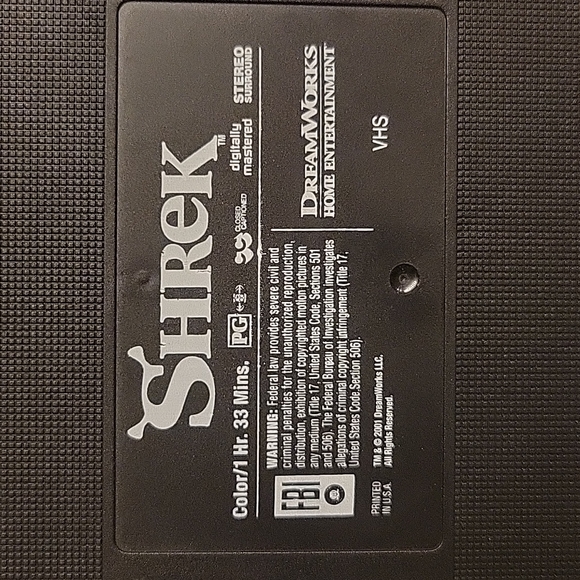 SHREK™
Color/1 Hr. 33 Mins. PG CLOSED CAPTIONED digitally mastered STEREO SURROUND
FBI
WARNING: Federal law provides severe civil and
criminal penalties for the unauthorized reproduction,
distribution, exhibition of copyrighted motion pictures in
any medium (Title 17, United States Code, Sections 501
and 506). The Federal Bureau of Investigation investigates
allegations of criminal copyright infringement (Title 17,
United States Code,Section 506).
PRINTED
IN U.S.A.
TM & © 2001 DreamWorks LLC.
All Rights Reserved.
DREAMWORKS
HOME ENTERTAINMENT
VHS